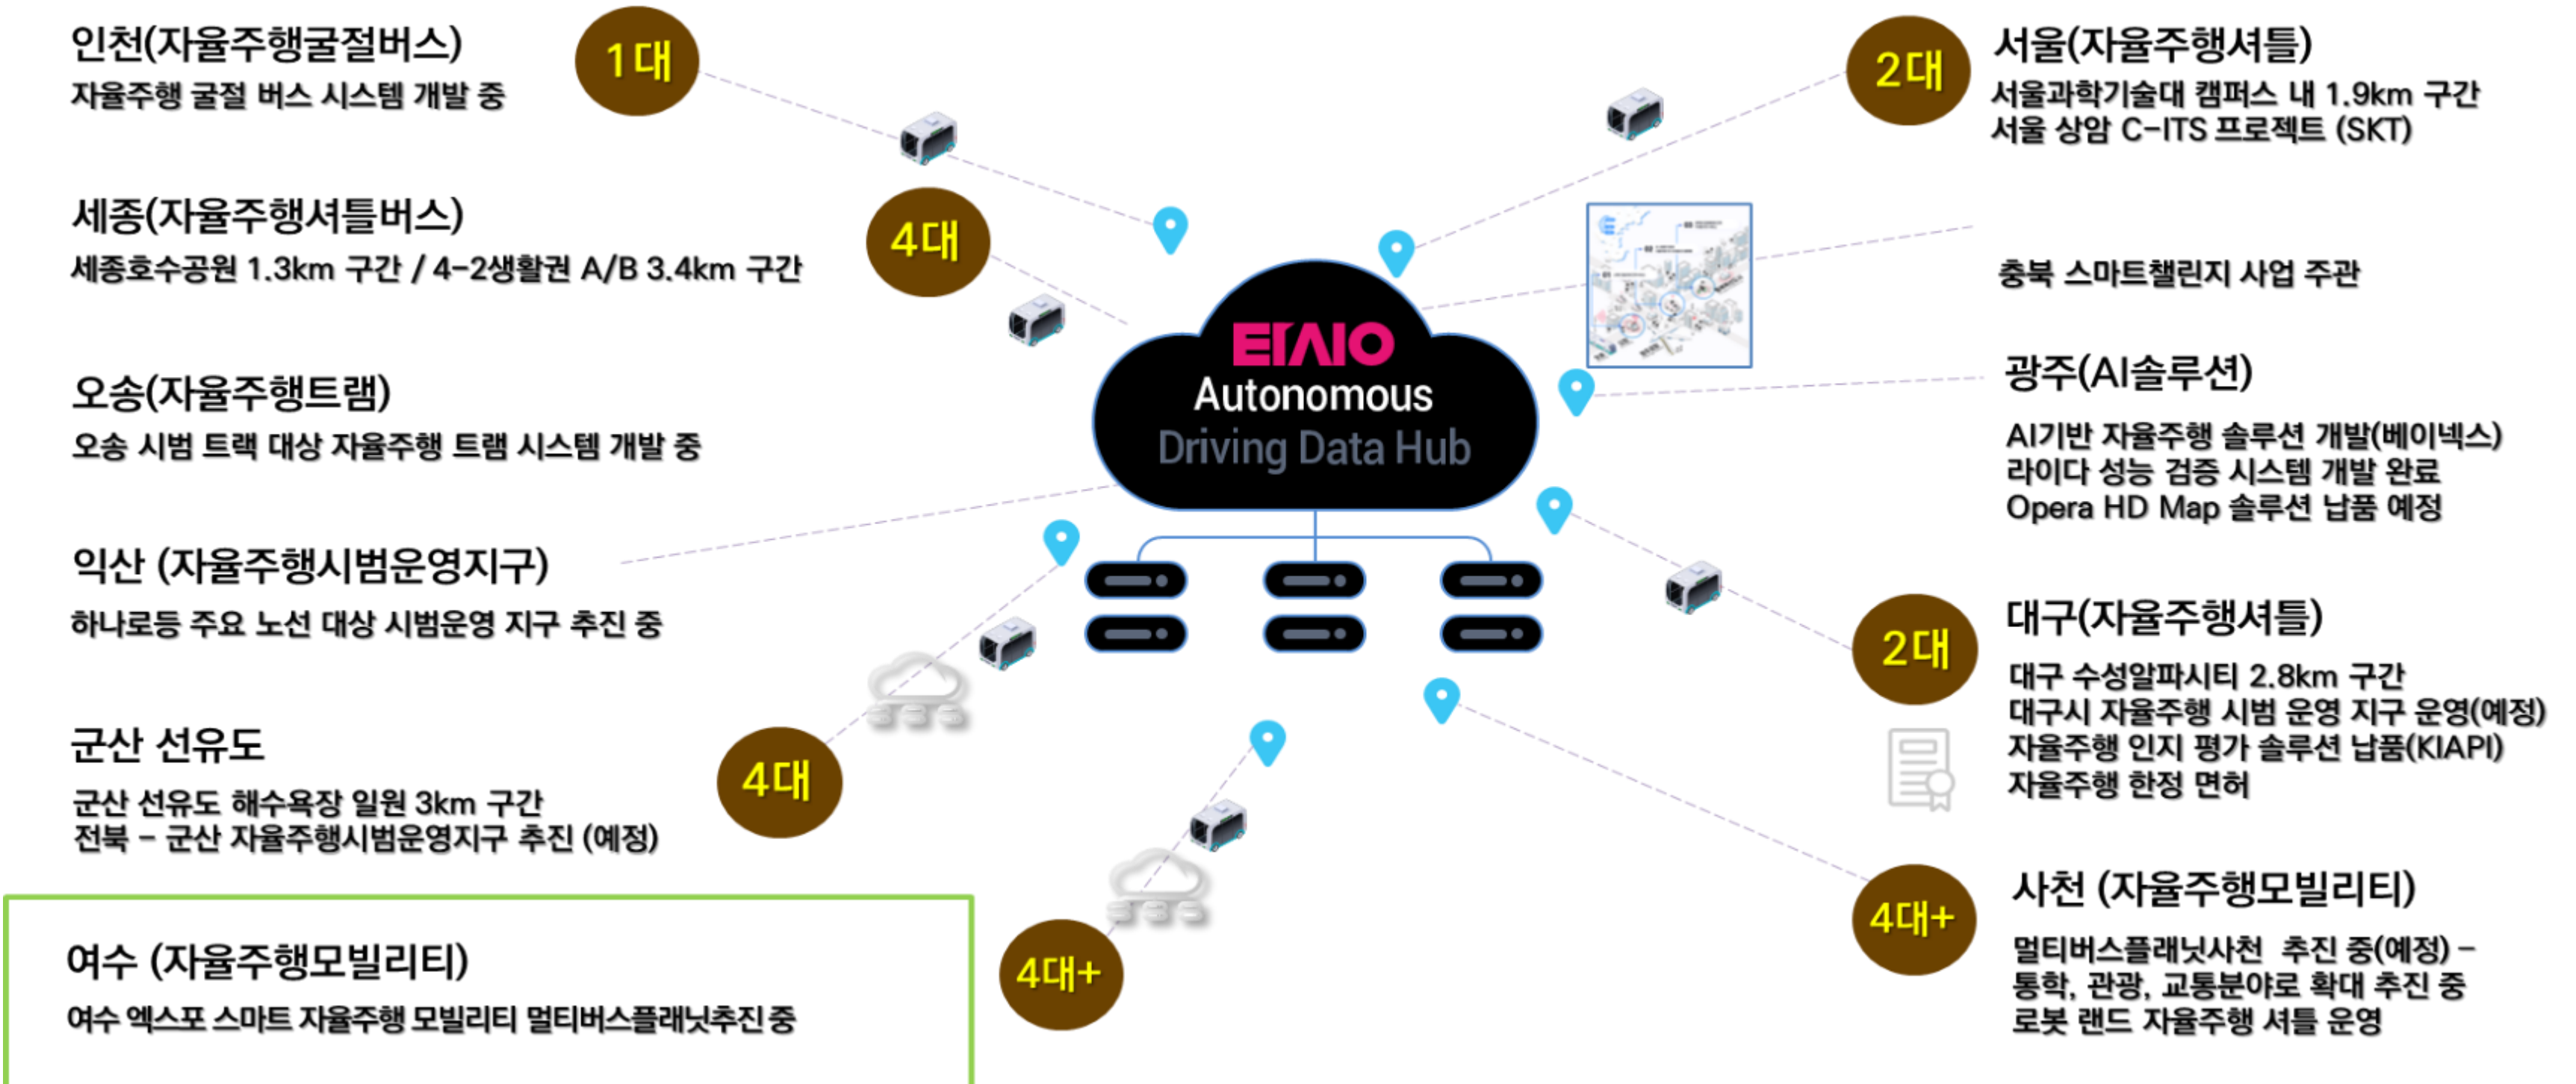 인천(자율주행굴절버스)
자율주행 굴절 버스 시스템 개발 중
1대
세종(자율주행셔틀버스)
세종호수공원 1.3km 구간 / 4-2생활권 A/B 3.4km 구간
4대
오송(자율주행트램)
오송 시범 트랙 대상 자율주행 트램 시스템 개발 중
익산 (자율주행시범운영지구)
하나로등 주요 노선 대상 시범운영 지구 추진 중
군산 선유도
군산 선유도 해수욕장 일원 3km 구간
전북 - 군산 자율주행시범운영지구 추진 (예정)
4대
여수 (자율주행모빌리티)
여수 엑스포 스마트 자율주행 모빌리티 멀티버스플래닛추진 중
4대+
ETAIO
Autonomous
Driving Data Hub
2대
서울(자율주행셔틀)
서울과학기술대 캠퍼스 내 1.9km 구간
서울 상암 C-ITS 프로젝트 (SKT)
충북 스마트챌린지 사업 주관
광주(AI솔루션)
AI기반 자율주행 솔루션 개발(베이넥스)
라이다 성능 검증 시스템 개발 완료
Opera HD Map 솔루션 납품 예정
2대
대구(자율주행셔틀)
대구 수성알파시티 2.8km 구간
대구시 자율주행 시범 운영 지구 운영(예정)
자율주행 인지 평가 솔루션 납품(KIAPI)
자율주행 한정 면허
4대+
사천 (자율주행모빌리티)
멀티버스플래닛사천 추진 중(예정) -
통학, 관광, 교통분야로 확대 추진 중
로봇 랜드 자율주행 셔틀 운영